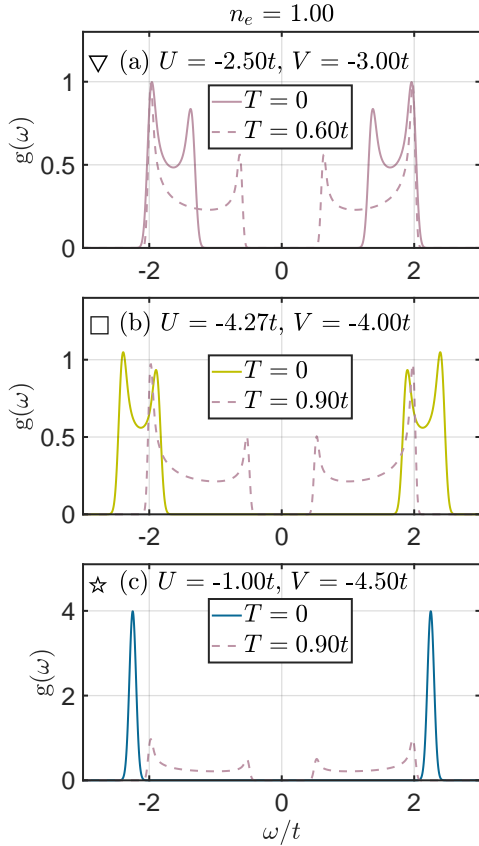 n_e = 1.00
▽ (a) U = -2.50t, V = -3.00t
T = 0
T = 0.60t
g(ω)
1
0.5
0
-2 0 2
□ (b) U = -4.27t, V = -4.00t
T = 0
T = 0.90t
g(ω)
1
0.5
0
-2 0 2
☆ (c) U = -1.00t, V = -4.50t
T = 0
T = 0.90t
g(ω)
4
2
0
-2 0 2
ω/t